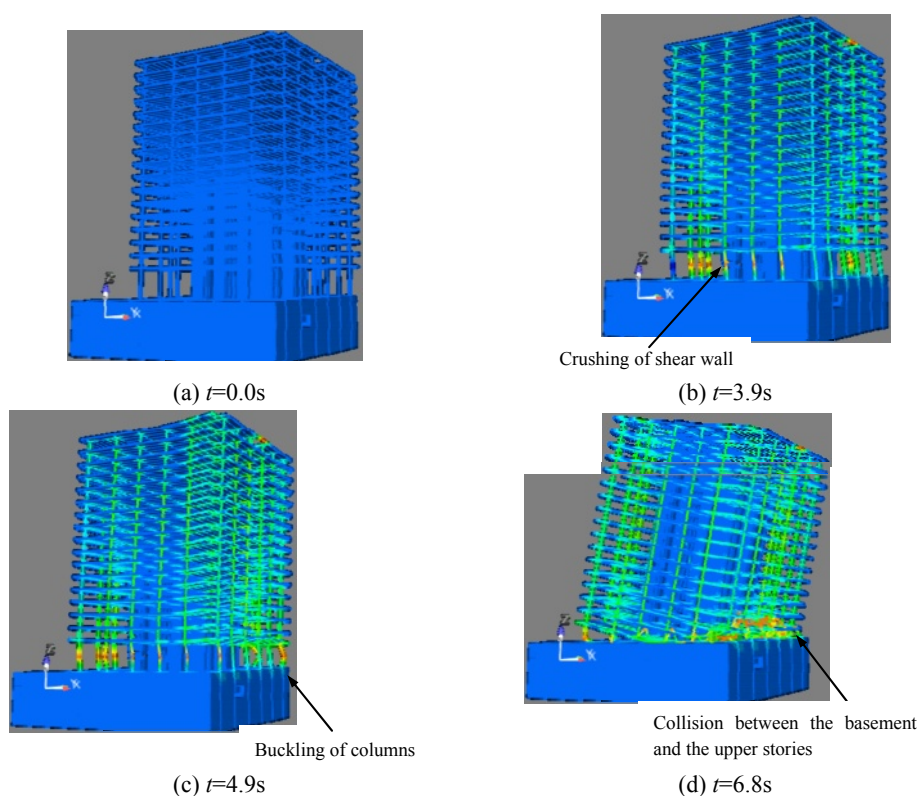 Crushing of shear wall
(a) t=0.0s
(b) t=3.9s
Buckling of columns
Collision between the basement
and the upper stories
(c) t=4.9s
(d) t=6.8s